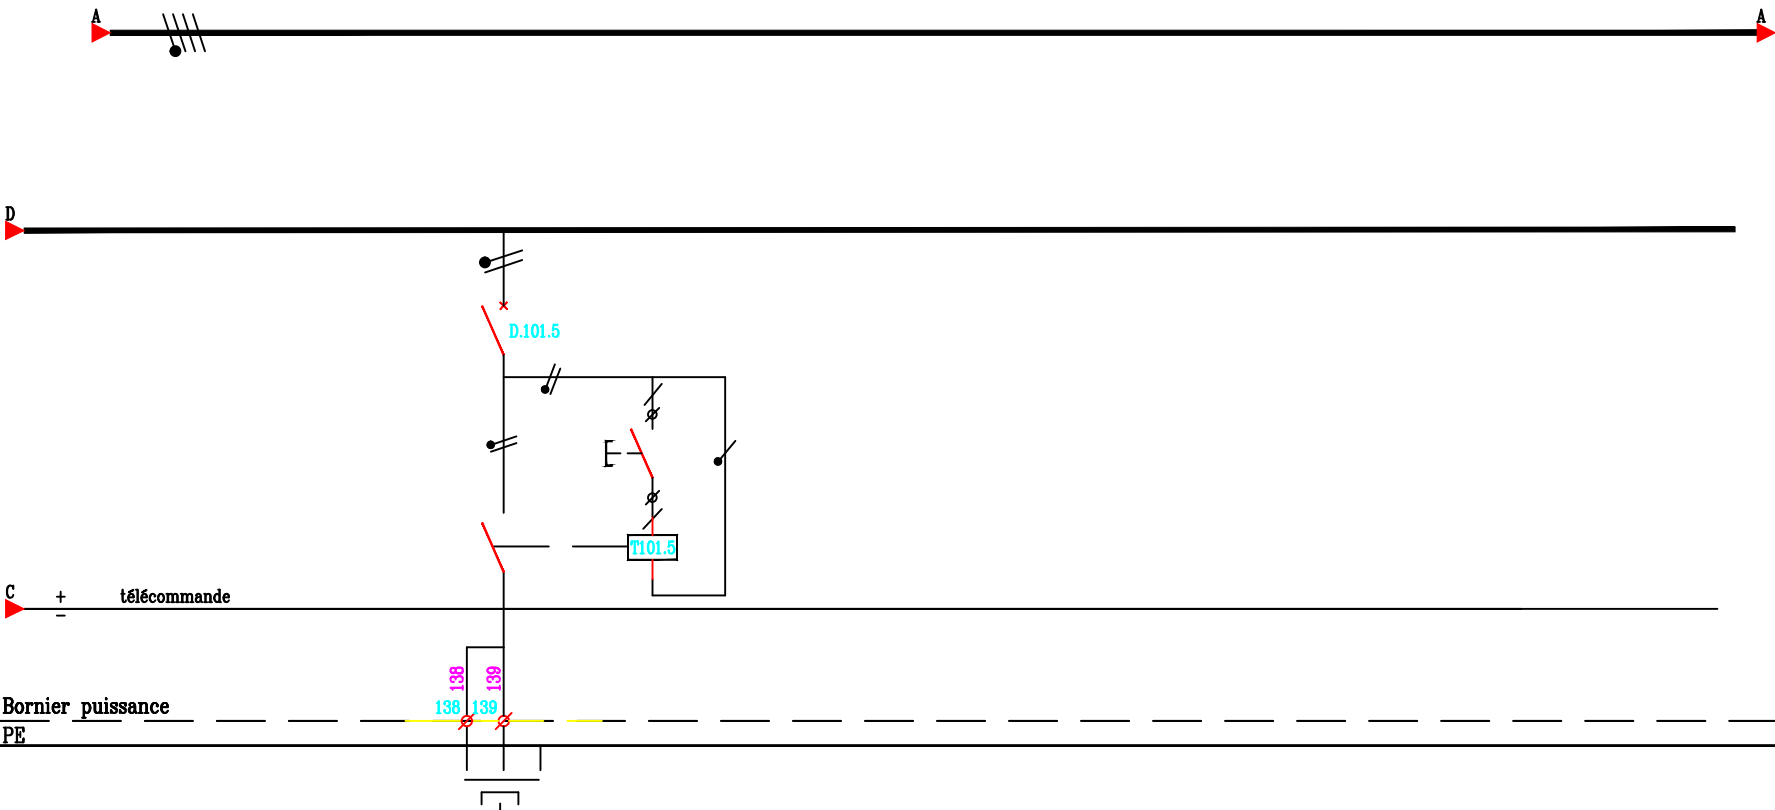 A A
D
D.101.5
T101.5
C + télécommande
−
138 139
138 139
Bornier puissance
PE